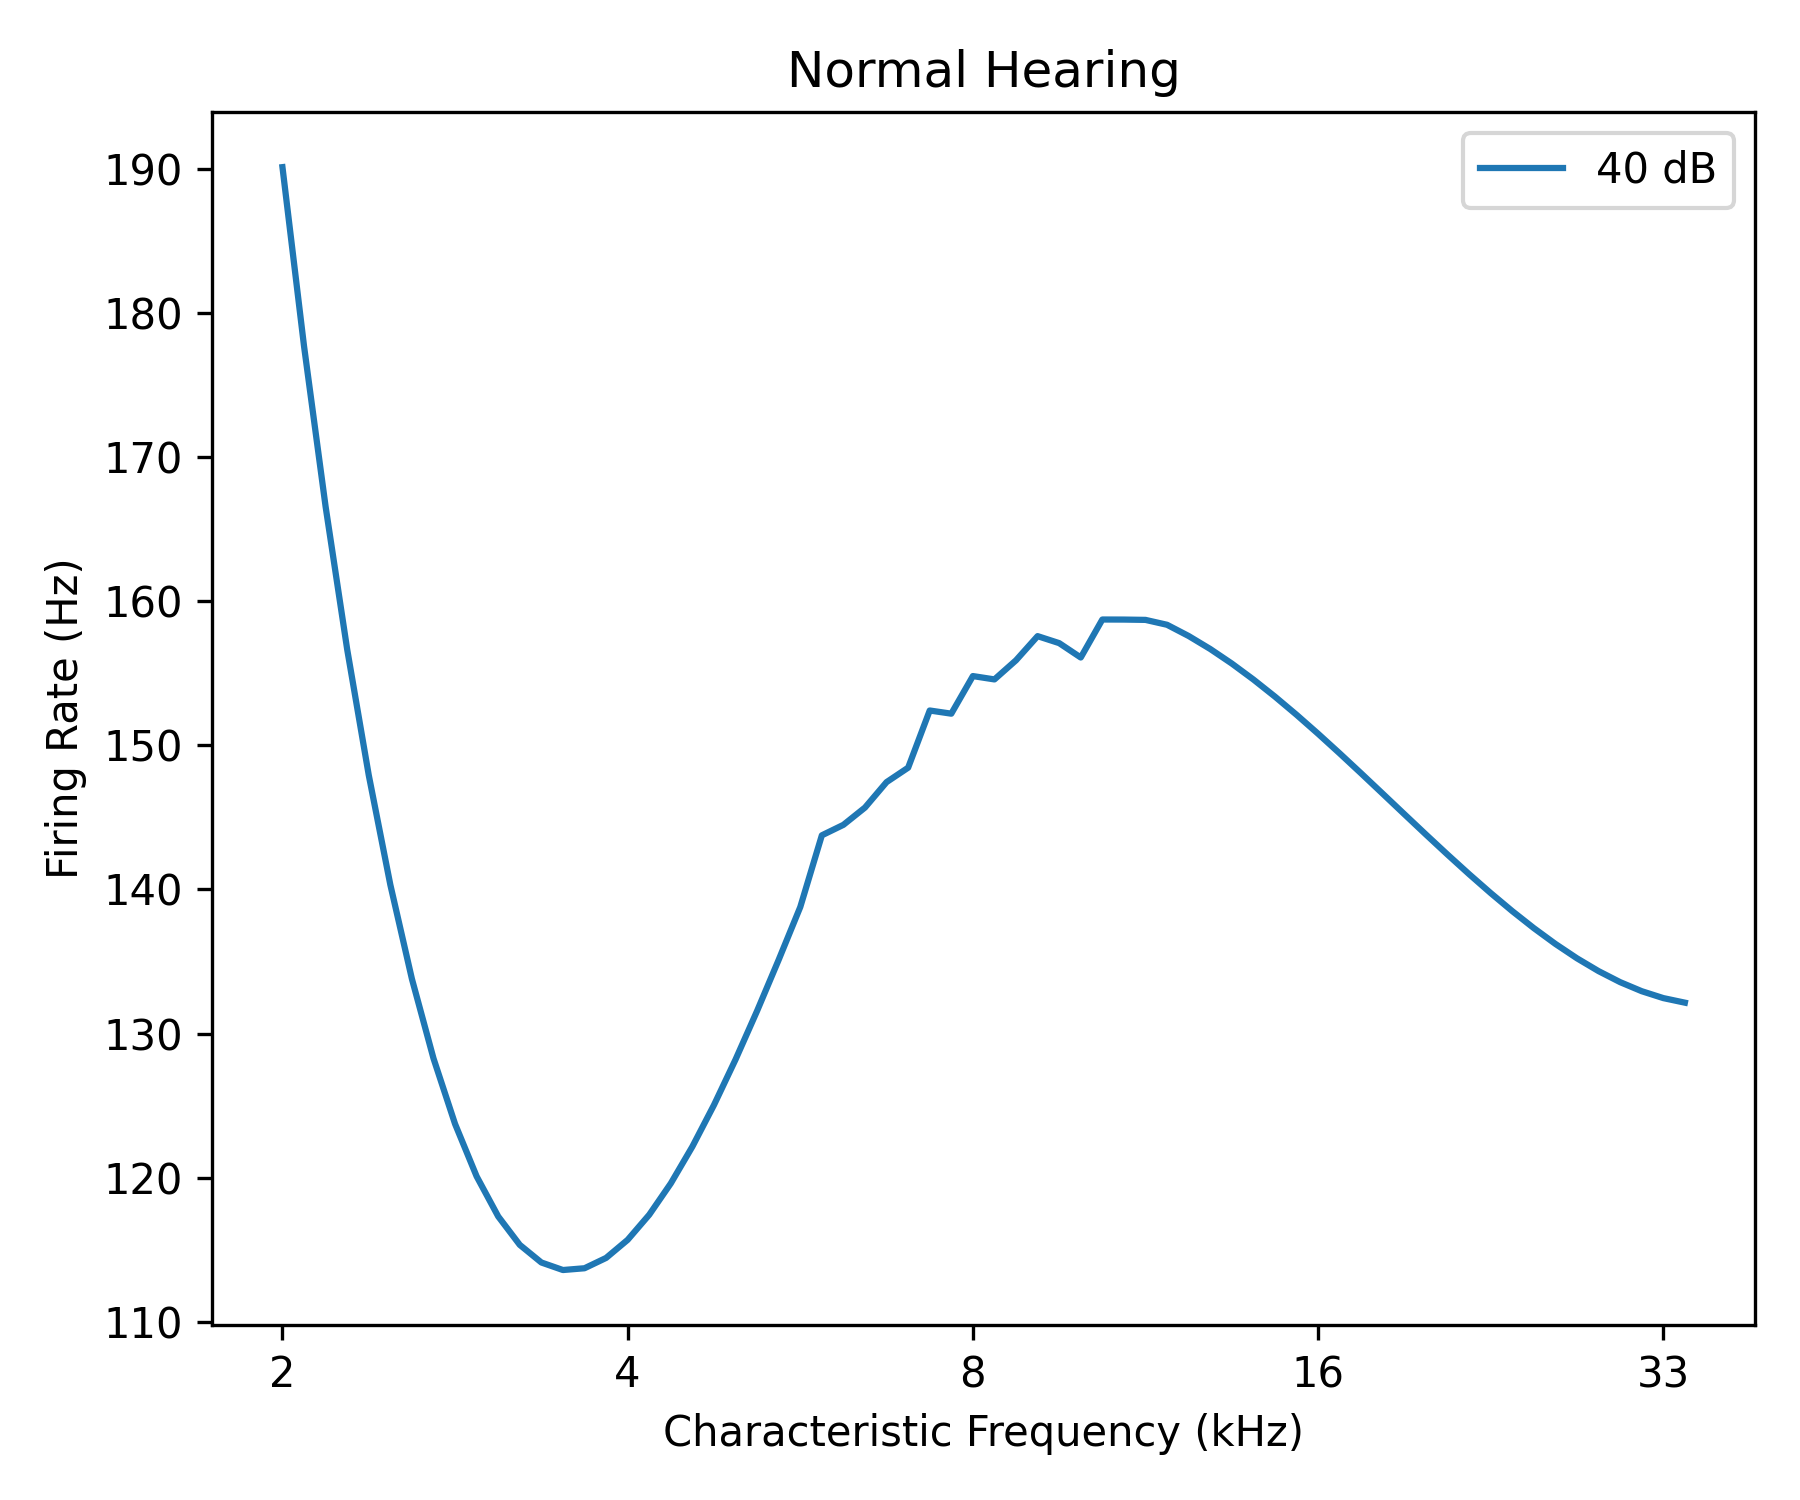 Normal Hearing
40 dB
190
180
170
160
150
140
130
120
110
Firing Rate (Hz)
2 4 8 16 33
Characteristic Frequency (kHz)